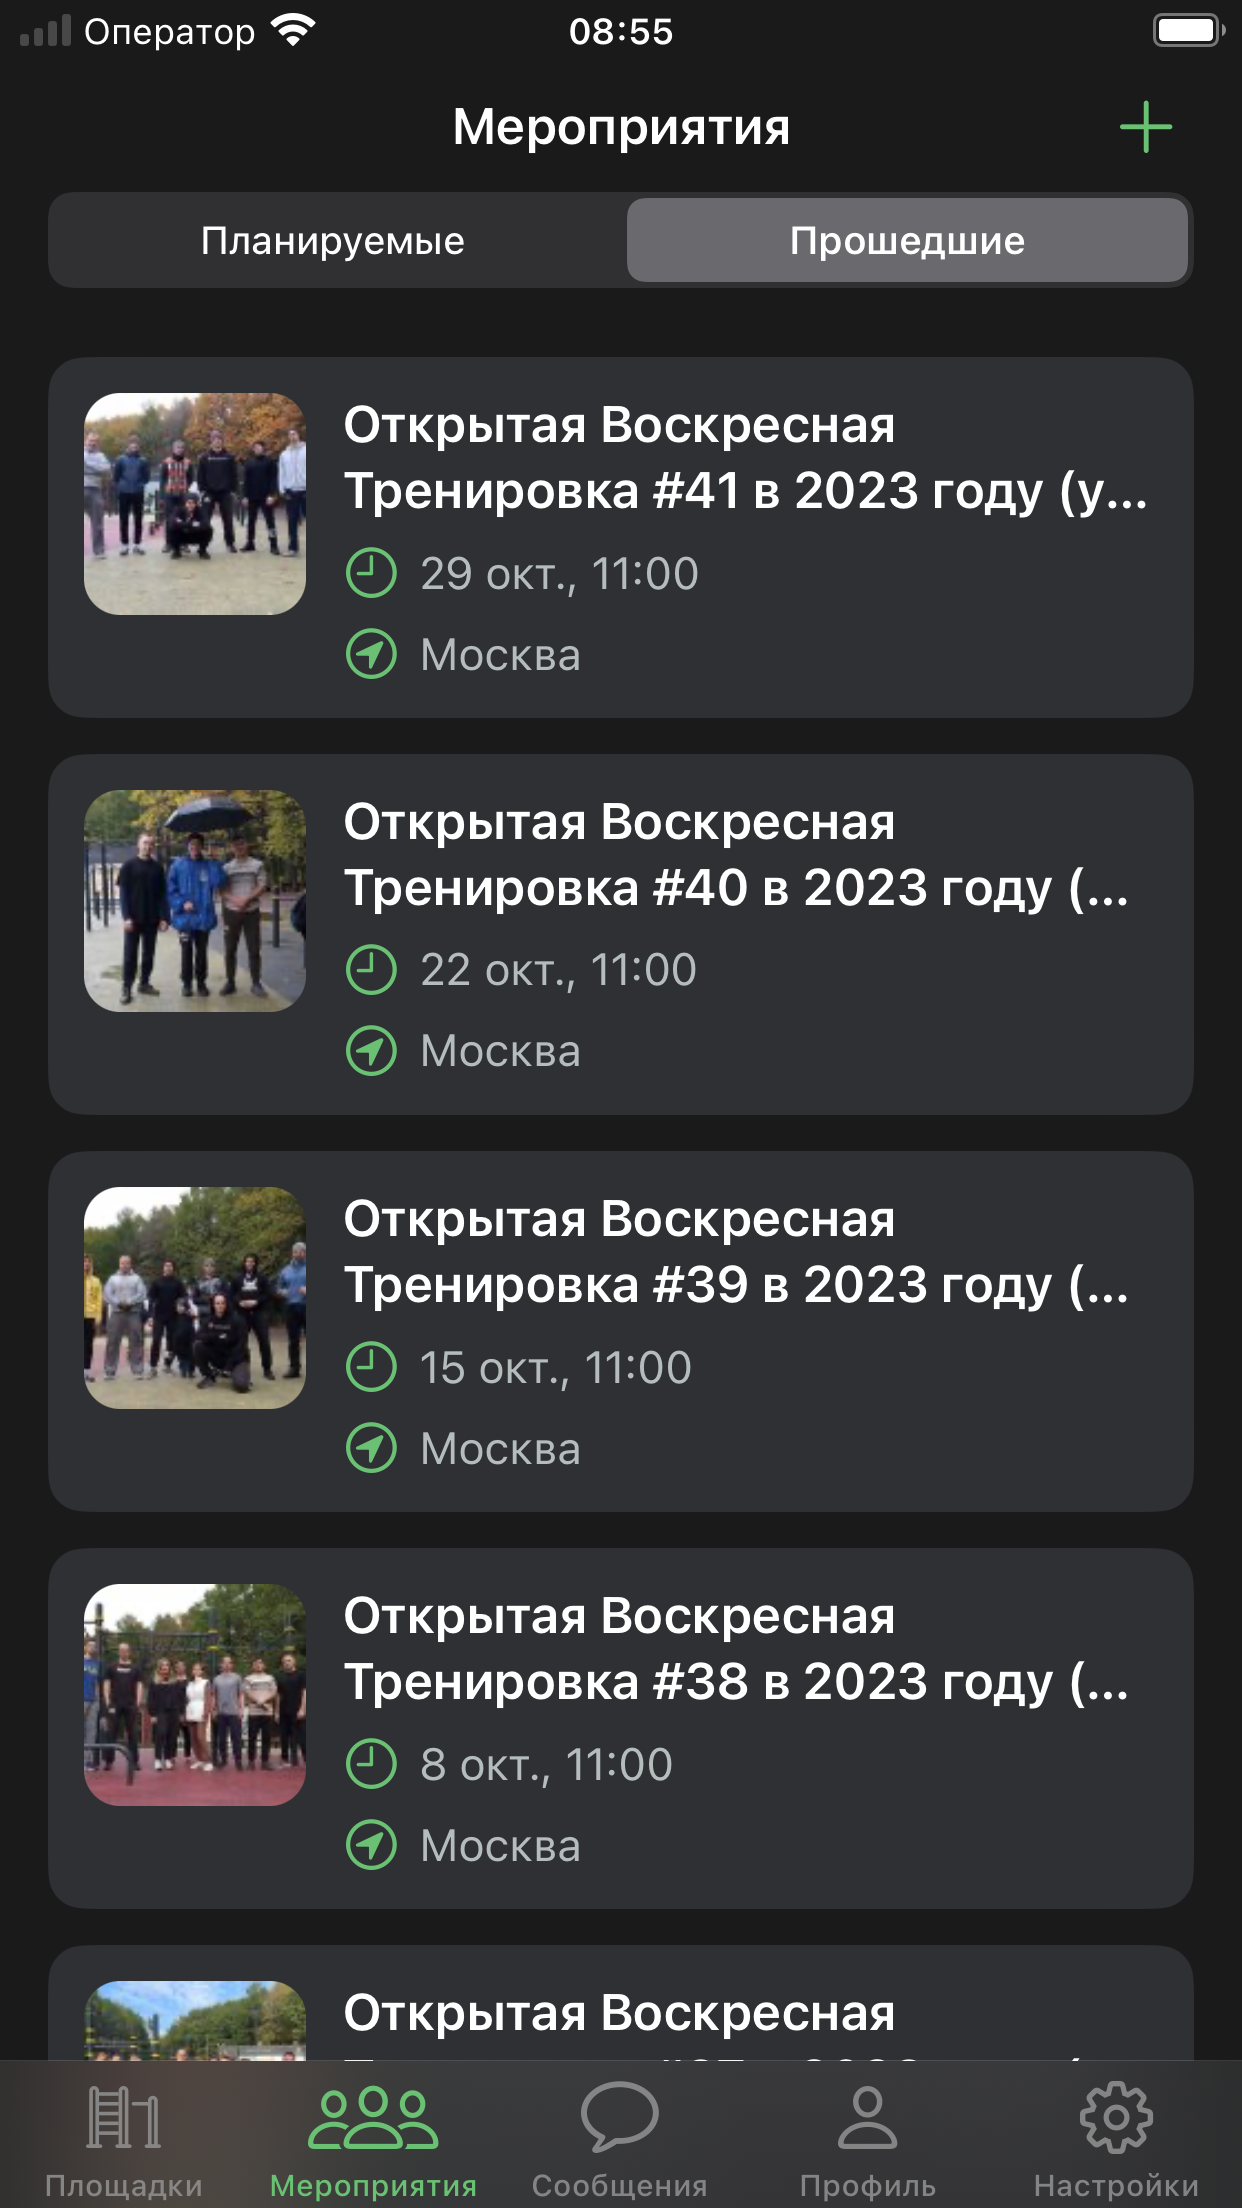 Оператор 08:55
Мероприятия
Планируемые Прошедшие
Открытая Воскресная
Тренировка #41 в 2023 году (у...
29 окт., 11:00
Москва
Открытая Воскресная
Тренировка #40 в 2023 году (...
22 окт., 11:00
Москва
Открытая Воскресная
Тренировка #39 в 2023 году (...
15 окт., 11:00
Москва
Открытая Воскресная
Тренировка #38 в 2023 году (...
8 окт., 11:00
Москва
Открытая Воскресная
Площадки Мероприятия Сообщения Профиль Настройки